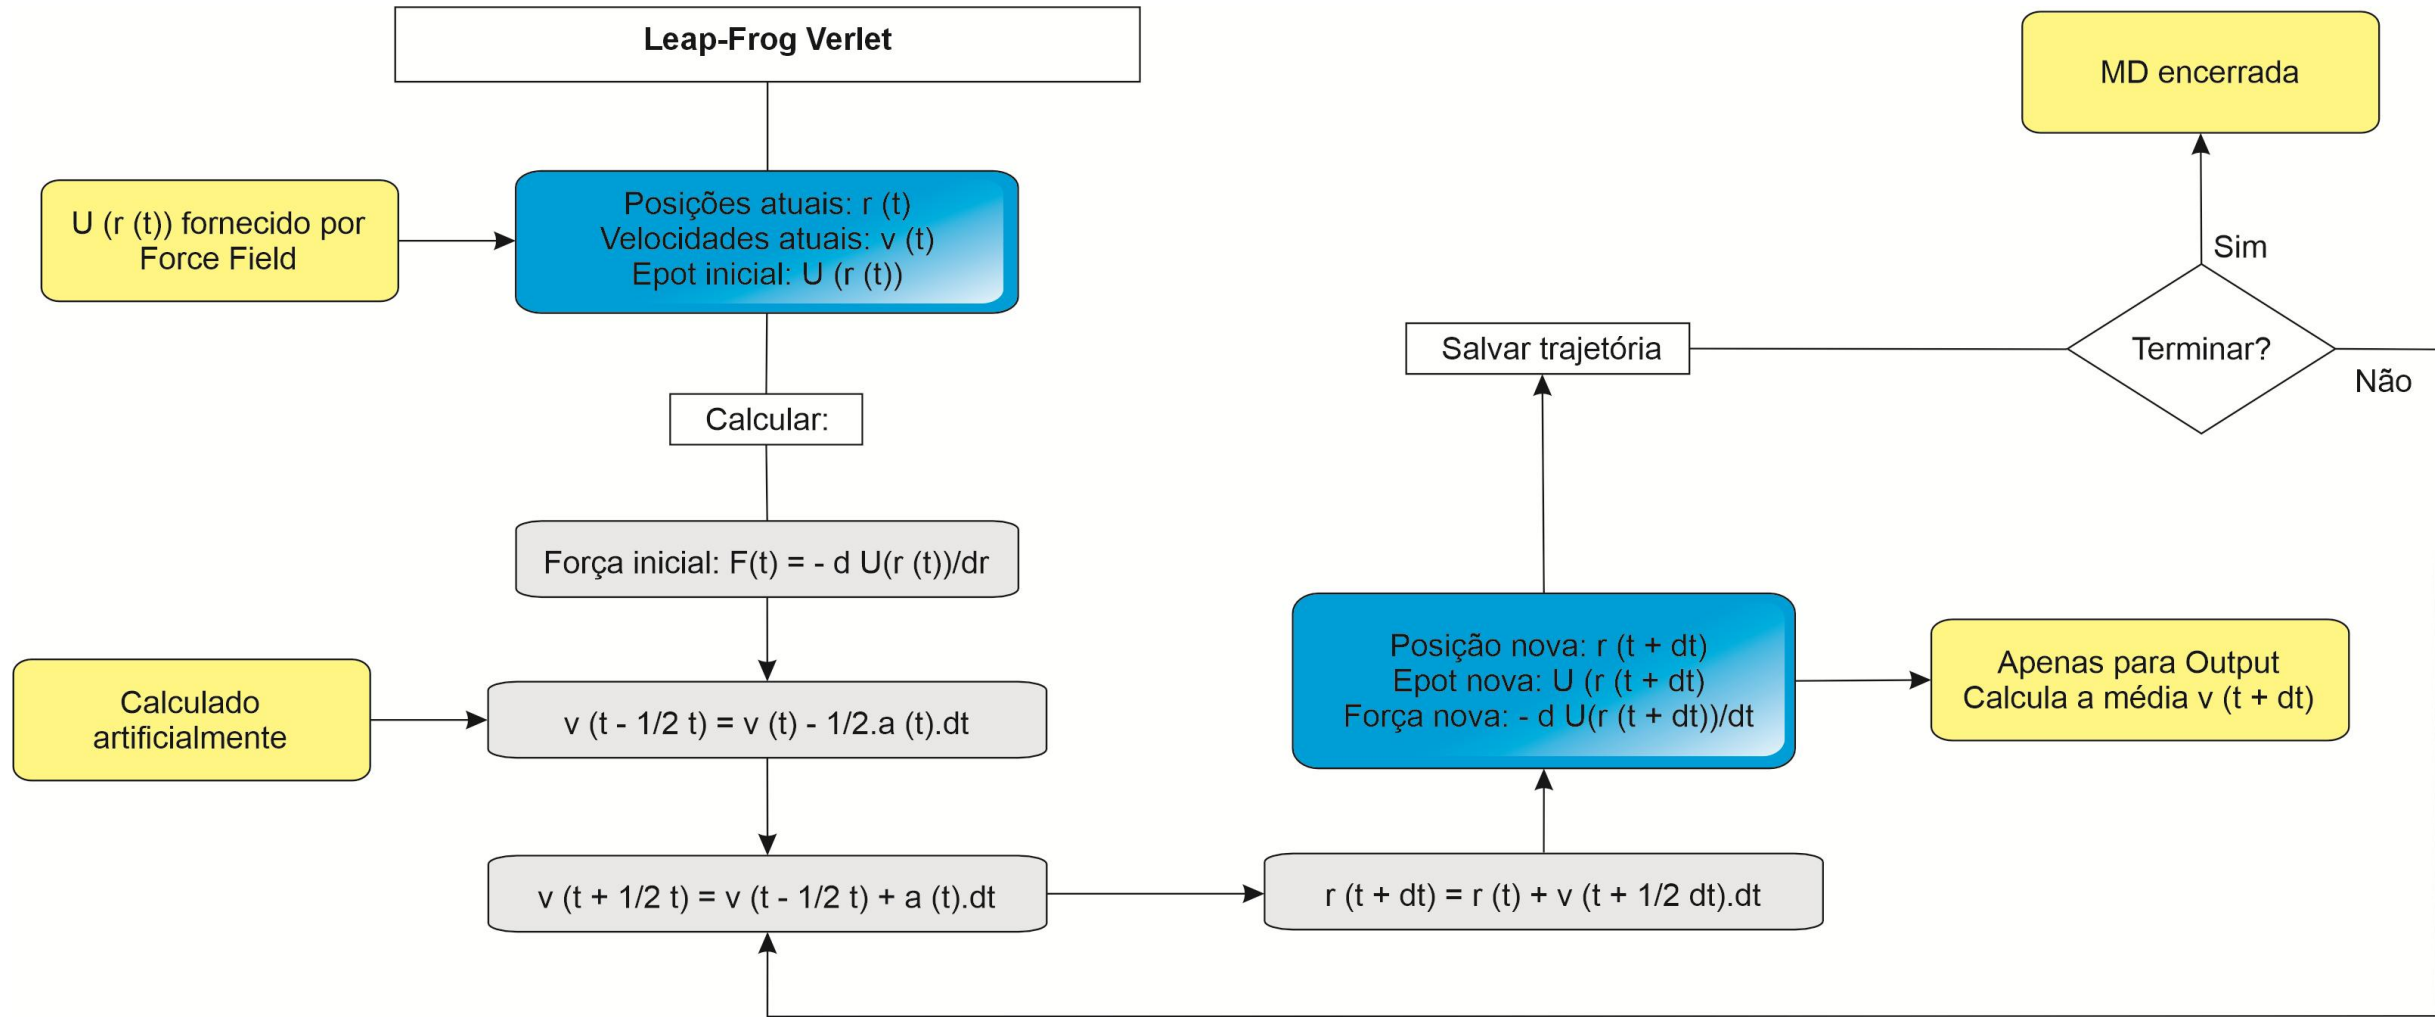 Leap-Frog Verlet
U (r (t)) fornecido por
Force Field
Posições atuais: r (t)
Velocidades atuais: v (t)
Epot inicial: U (r (t))
Calcular:
Força inicial: F(t) = - d U(r (t))/dr
Calculado
artificialmente
v (t - 1/2 t) = v (t) - 1/2.a (t).dt
v (t + 1/2 t) = v (t - 1/2 t) + a (t).dt
r (t + dt) = r (t) + v (t + 1/2 dt).dt
Posição nova: r (t + dt)
Epot nova: U (r (t + dt)
Força nova: - d U(r (t + dt))/dt
Apenas para Output
Calcula a média v (t + dt)
Salvar trajetória
Terminar?
Sim
Não
MD encerrada